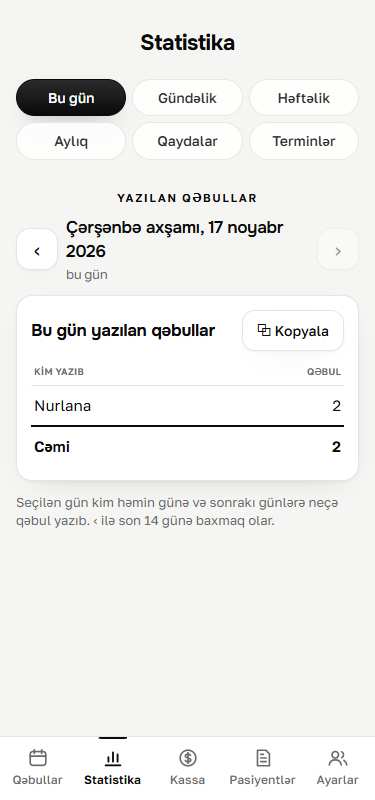 Statistika
Bu gün
Gündəlik
Həftəlik
Aylıq
Qaydalar
Terminlər
YAZILAN QƏBULLAR
‹
Çərşənbə axşamı, 17 noyabr
2026
bu gün
›
Bu gün yazılan qəbullar
Kopyala
KİM YAZIB QƏBUL
Nurlana 2
Cəmi 2
Seçilən gün kim həmin günə və sonrakı günlərə neçə
qəbul yazıb. ‹ ilə son 14 günə baxmaq olar.
Qəbullar
Statistika
Kassa
Pasiyentlər
Ayarlar